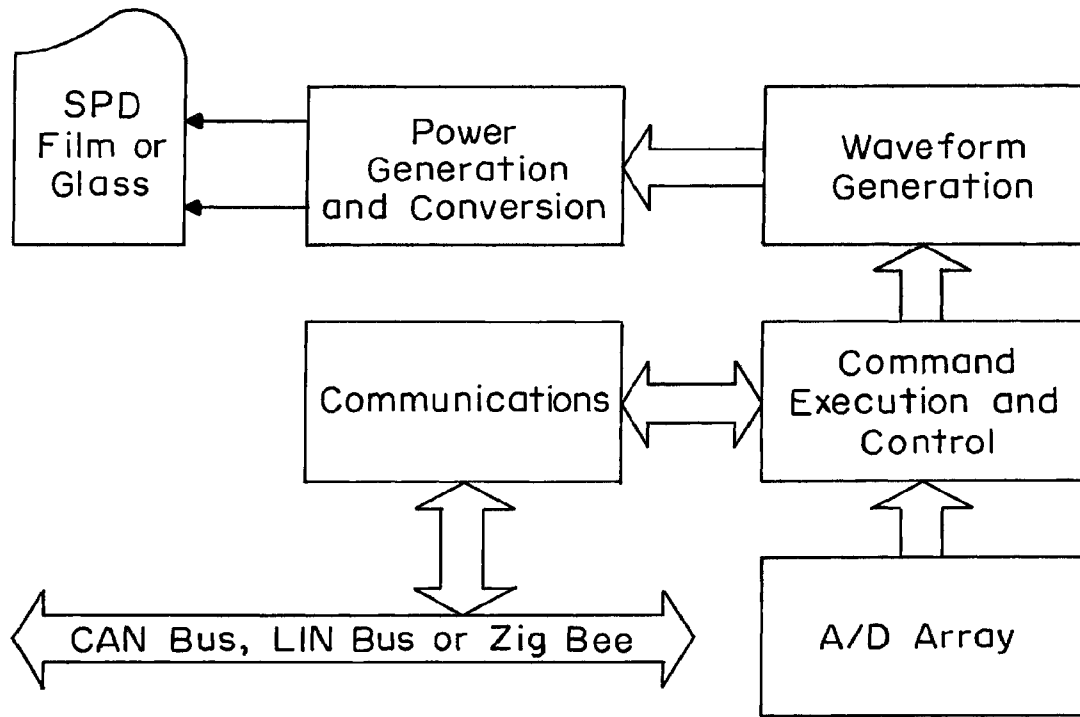 SPD
Film or
Glass
Power
Generation
and Conversion
Waveform
Generation
Communications
Command
Execution and
Control
CAN Bus, LIN Bus or Zig Bee
A/D Array